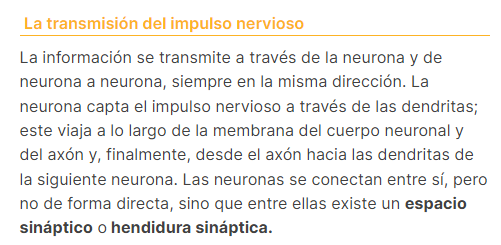 La transmisión del impulso nervioso
La información se transmite a través de la neurona y de
neurona a neurona, siempre en la misma dirección. La
neurona capta el impulso nervioso a través de las dendritas;
este viaja a lo largo de la membrana del cuerpo neuronal y
del axón y, finalmente, desde el axón hacia las dendritas de
la siguiente neurona. Las neuronas se conectan entre sí, pero
no de forma directa, sino que entre ellas existe un espacio
sináptico o hendidura sináptica.